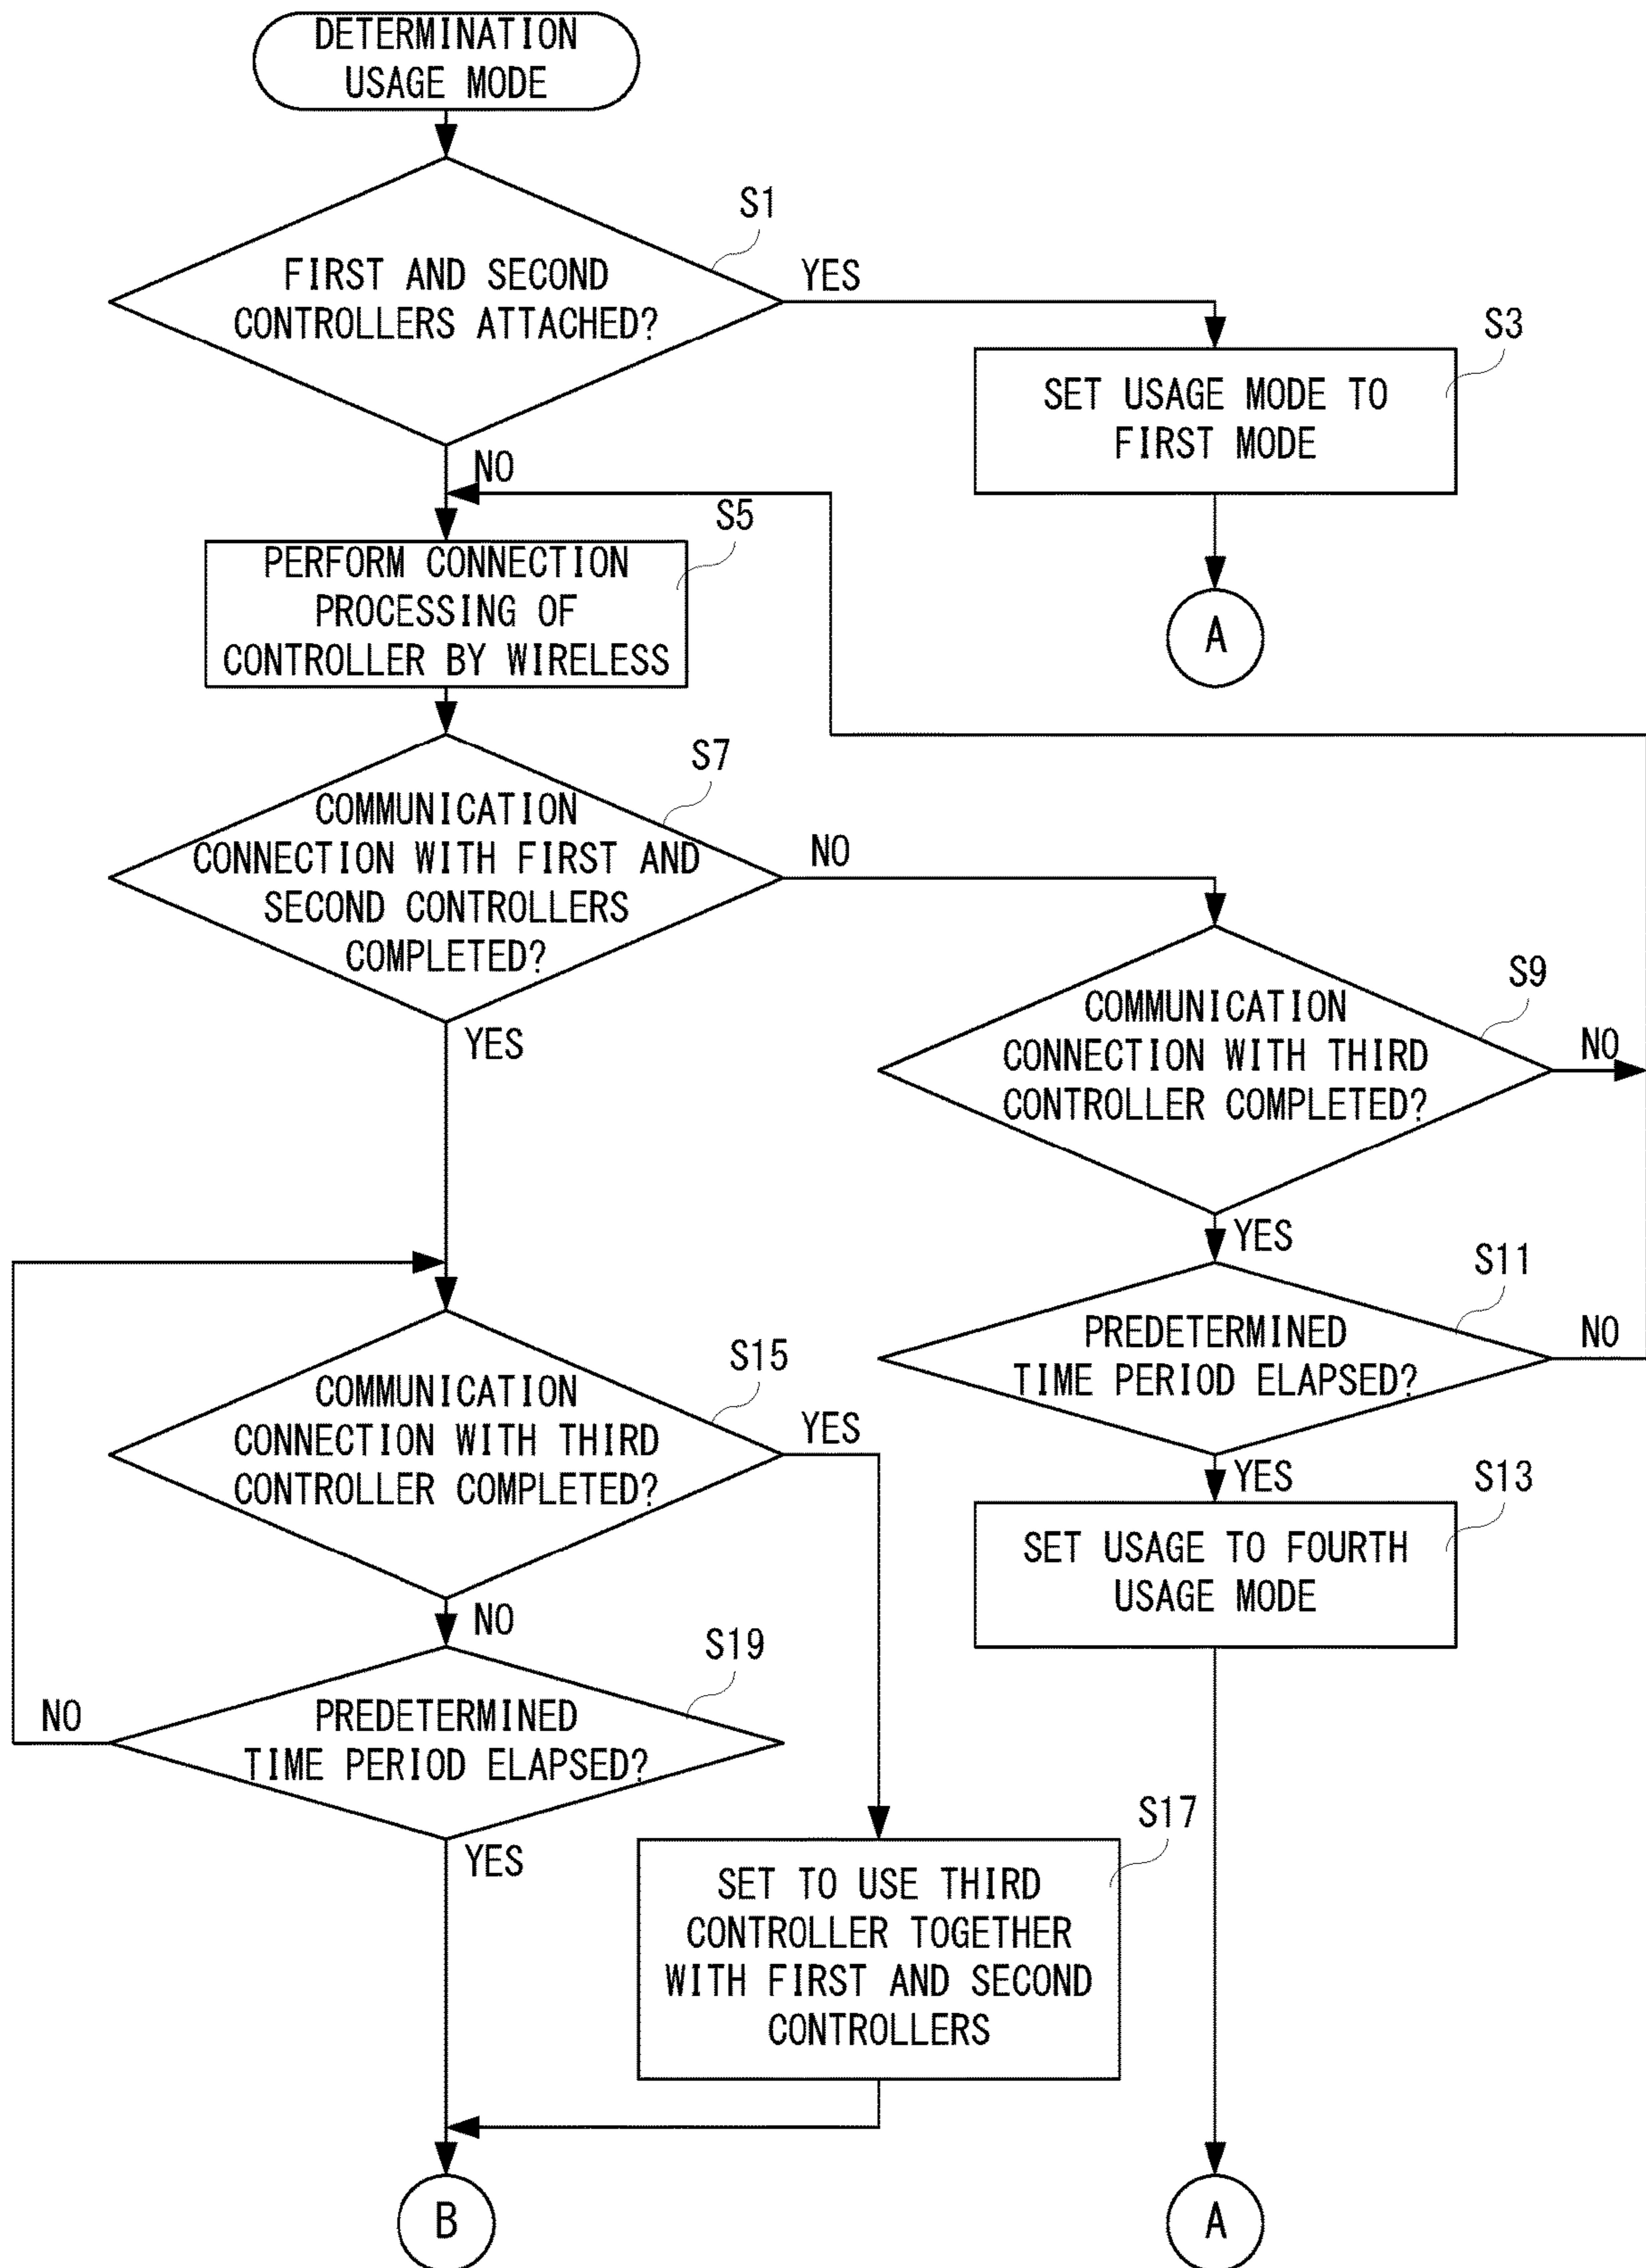 DETERMINATION
USAGE MODE
S1
FIRST AND SECOND
CONTROLLERS ATTACHED?
YES
S3
SET USAGE MODE TO
FIRST MODE
A
NO
S5
PERFORM CONNECTION
PROCESSING OF
CONTROLLER BY WIRELESS
S7
COMMUNICATION
CONNECTION WITH FIRST AND
SECOND CONTROLLERS
COMPLETED?
NO
YES
S9
COMMUNICATION
CONNECTION WITH THIRD
CONTROLLER COMPLETED?
NO
YES
S11
PREDETERMINED
TIME PERIOD ELAPSED?
NO
YES
S13
SET USAGE TO FOURTH
USAGE MODE
S15
COMMUNICATION
CONNECTION WITH THIRD
CONTROLLER COMPLETED?
YES
NO
S19
PREDETERMINED
TIME PERIOD ELAPSED?
NO
YES
S17
SET TO USE THIRD
CONTROLLER TOGETHER
WITH FIRST AND SECOND
CONTROLLERS
B
A